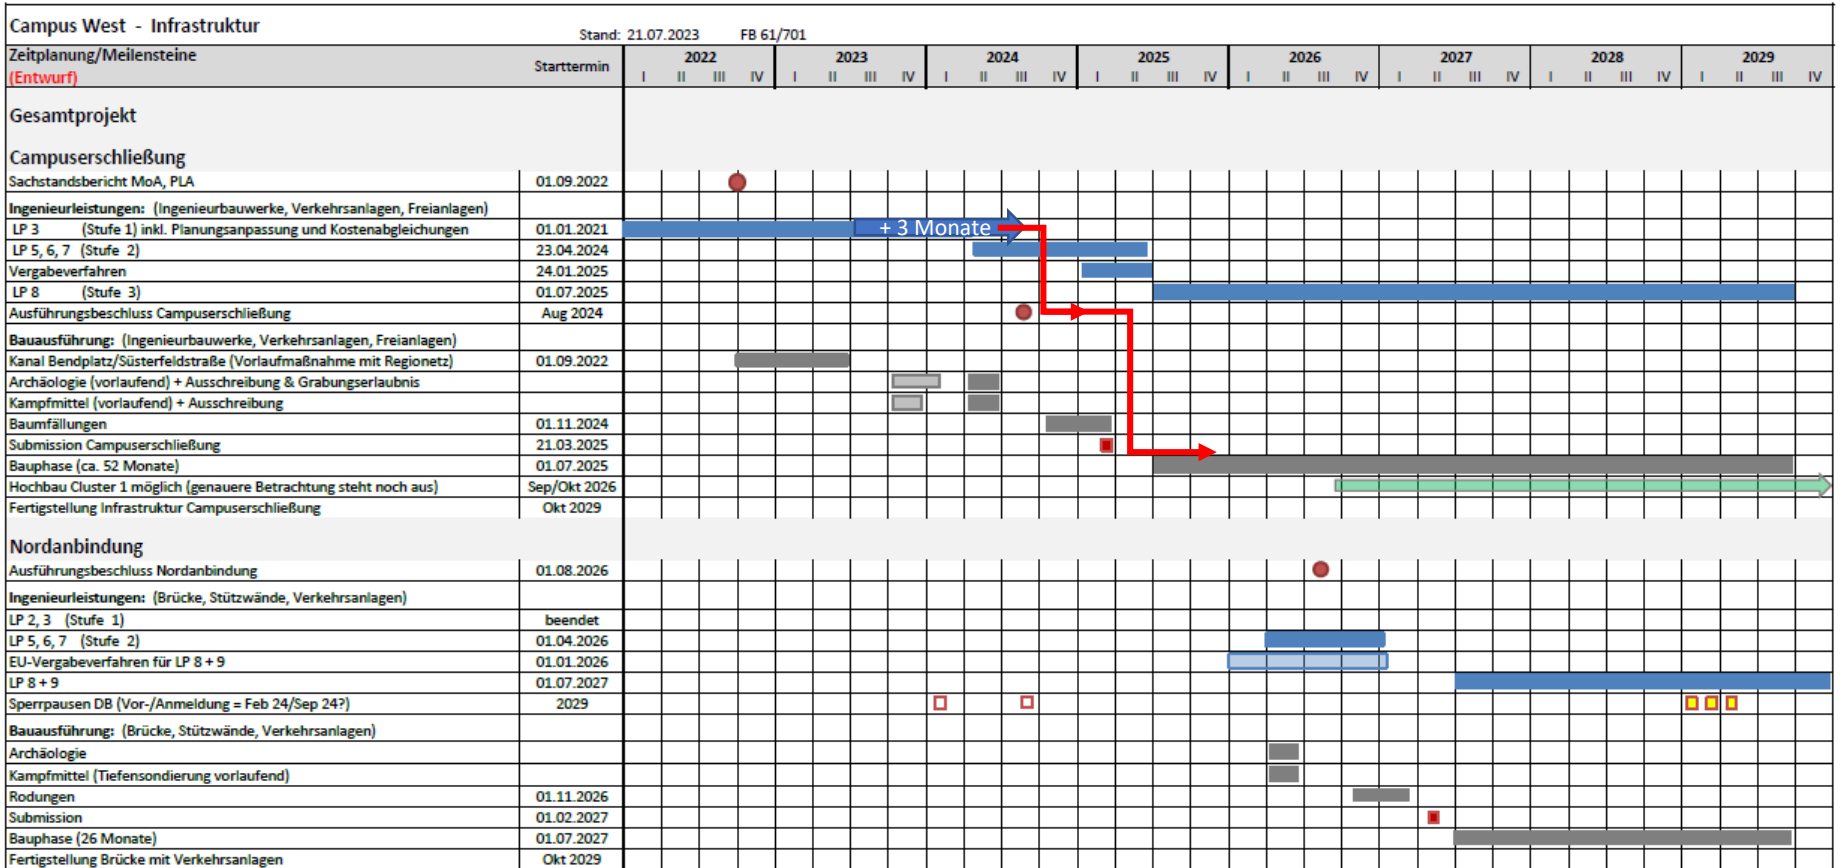 Campus West - Infrastruktur
Stand: 21.07.2023 FB 61/701
Zeitplanung/Meilensteine Starttermin 2022 2023 2024 2025 2026 2027 2028 2029
(Entwurf) I II III IV I II III IV I II III IV I II III IV I II III IV I II III IV I II III IV I II III IV
Gesamtprojekt
Campuserschließung
Sachstandsbericht MoA, PLA 01.09.2022
Ingenieurleistungen: (Ingenieurbauwerke, Verkehrsanlagen, Freianlagen)
LP 3 (Stufe 1) inkl. Planungsanpassung und Kostenabgleichungen 01.01.2021 + 3 Monate
LP 5, 6, 7 (Stufe 2) 23.04.2024
Vergabeverfahren 24.01.2025
LP 8 (Stufe 3) 01.07.2025
Ausführungsbeschluss Campuserschließung Aug 2024
Bauausführung: (Ingenieurbauwerke, Verkehrsanlagen, Freianlagen)
Kanal Bendplatz/Süsterfeldstraße (Vorlaufmaßnahme mit Regionetz) 01.09.2022
Archäologie (vorlaufend) + Ausschreibung & Grabungserlaubnis
Kampfmittel (vorlaufend) + Ausschreibung
Baumfällungen 01.11.2024
Submission Campuserschließung 21.03.2025
Bauphase (ca. 52 Monate) 01.07.2025
Hochbau Cluster 1 möglich (genauere Betrachtung steht noch aus) Sep/Okt 2026
Fertigstellung Infrastruktur Campuserschließung Okt 2029
Nordanbindung
Ausführungsbeschluss Nordanbindung 01.08.2026
Ingenieurleistungen: (Brücke, Stützwände, Verkehrsanlagen)
LP 2, 3 (Stufe 1) beendet
LP 5, 6, 7 (Stufe 2) 01.04.2026
EU-Vergabeverfahren für LP 8 + 9 01.01.2026
LP 8 + 9 01.07.2027
Sperrpausen DB (Vor-/Anmeldung = Feb 24/Sep 24?) 2029
Bauausführung: (Brücke, Stützwände, Verkehrsanlagen)
Archäologie
Kampfmittel (Tiefensondierung vorlaufend)
Rodungen 01.11.2026
Submission 01.02.2027
Bauphase (26 Monate) 01.07.2027
Fertigstellung Brücke mit Verkehrsanlagen Okt 2029